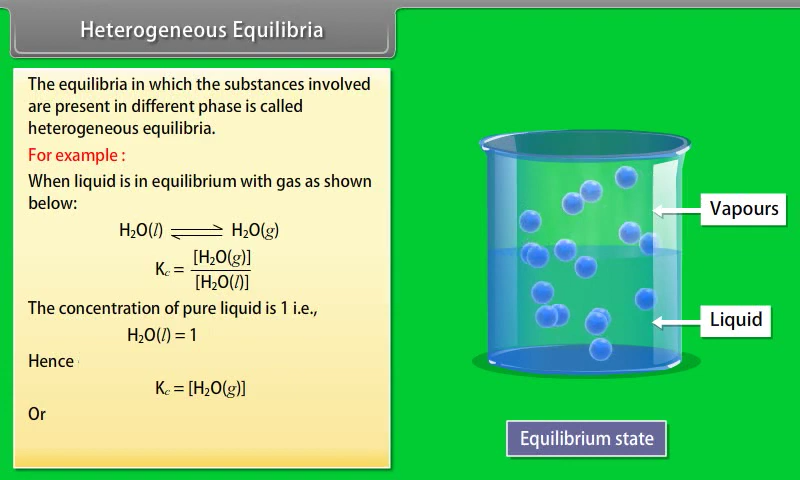 Heterogeneous Equilibria
The equilibria in which the substances involved
are present in different phase is called
heterogeneous equilibria.
For example :
When liquid is in equilibrium with gas as shown
below:
H₂O(l) ⇌ H₂O(g)
K꜀ = [H₂O(g)]
[H₂O(l)]
The concentration of pure liquid is 1 i.e.,
H₂O(l) = 1
Hence
K꜀ = [H₂O(g)]
Or
Vapours
Liquid
Equilibrium state